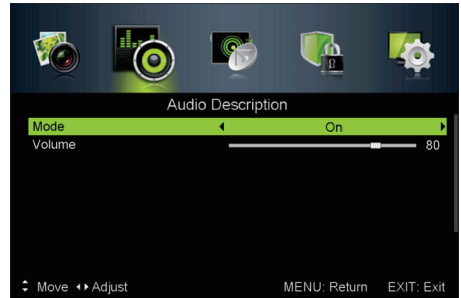 Audio Description
Mode On
Volume 80
Move Adjust MENU: Return EXIT: Exit